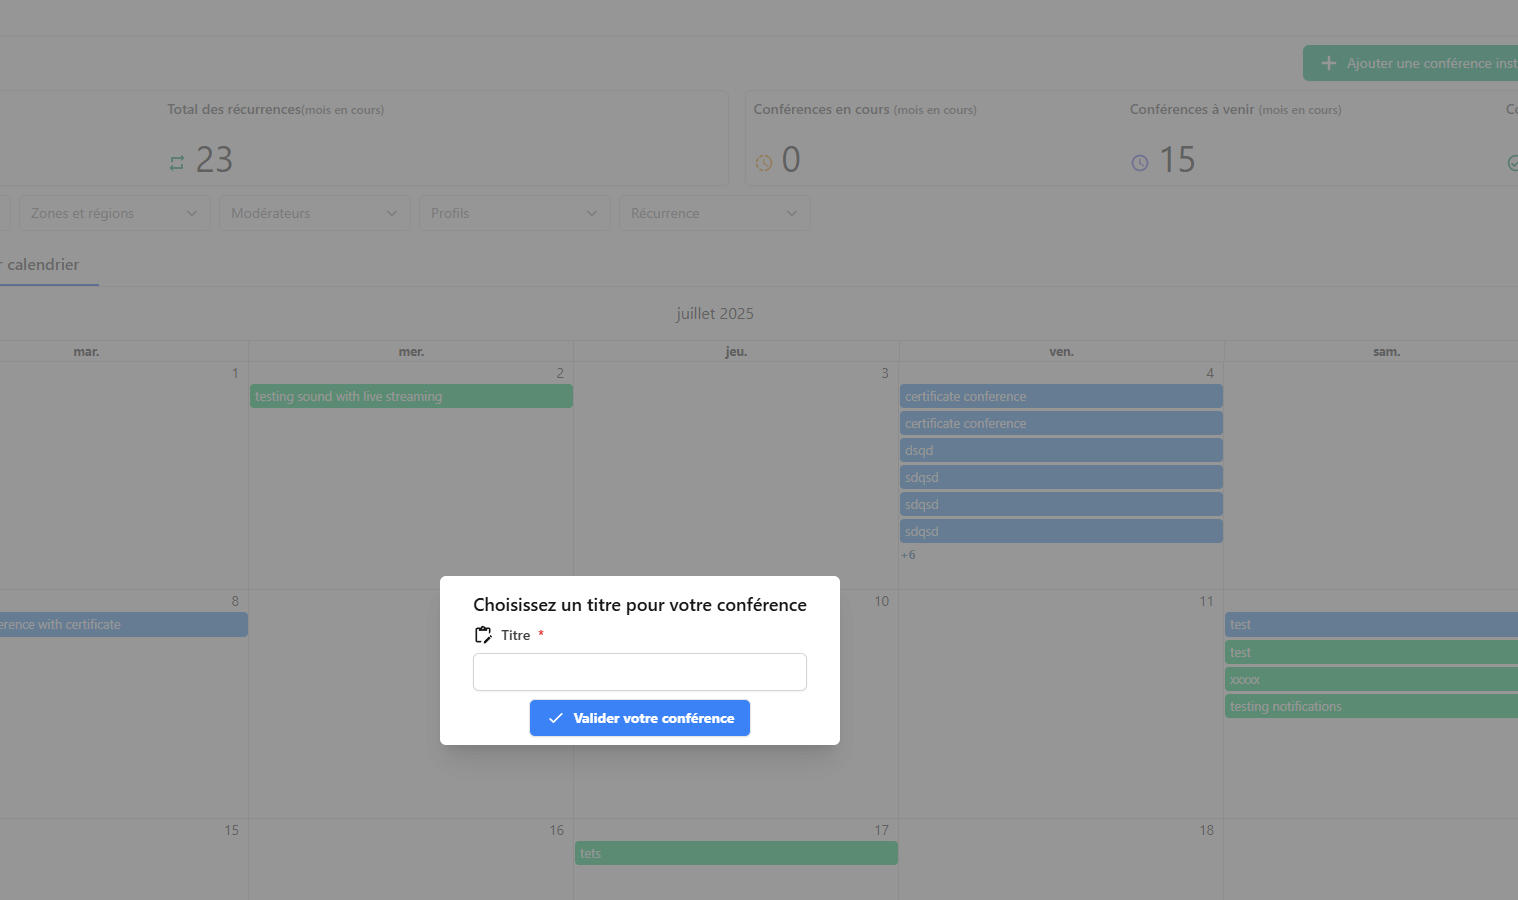 Ajouter une conférence inst
Total des récurrences(mois en cours)
23
Conférences en cours (mois en cours)
0
Conférences à venir (mois en cours)
15
Zones et régions
Modérateurs
Profils
Récurrence
calendrier
juillet 2025
mar.
mer.
jeu.
ven.
sam.
1
2
3
4
testing sound with live streaming
certificate conference
certificate conference
dsqd
sdqsd
sdqsd
sdqsd
+6
8
10
11
erence with certificate
test
test
xxxxx
testing notifications
Choisissez un titre pour votre conférence
Titre *
Valider votre conférence
15
16
17
18
tets